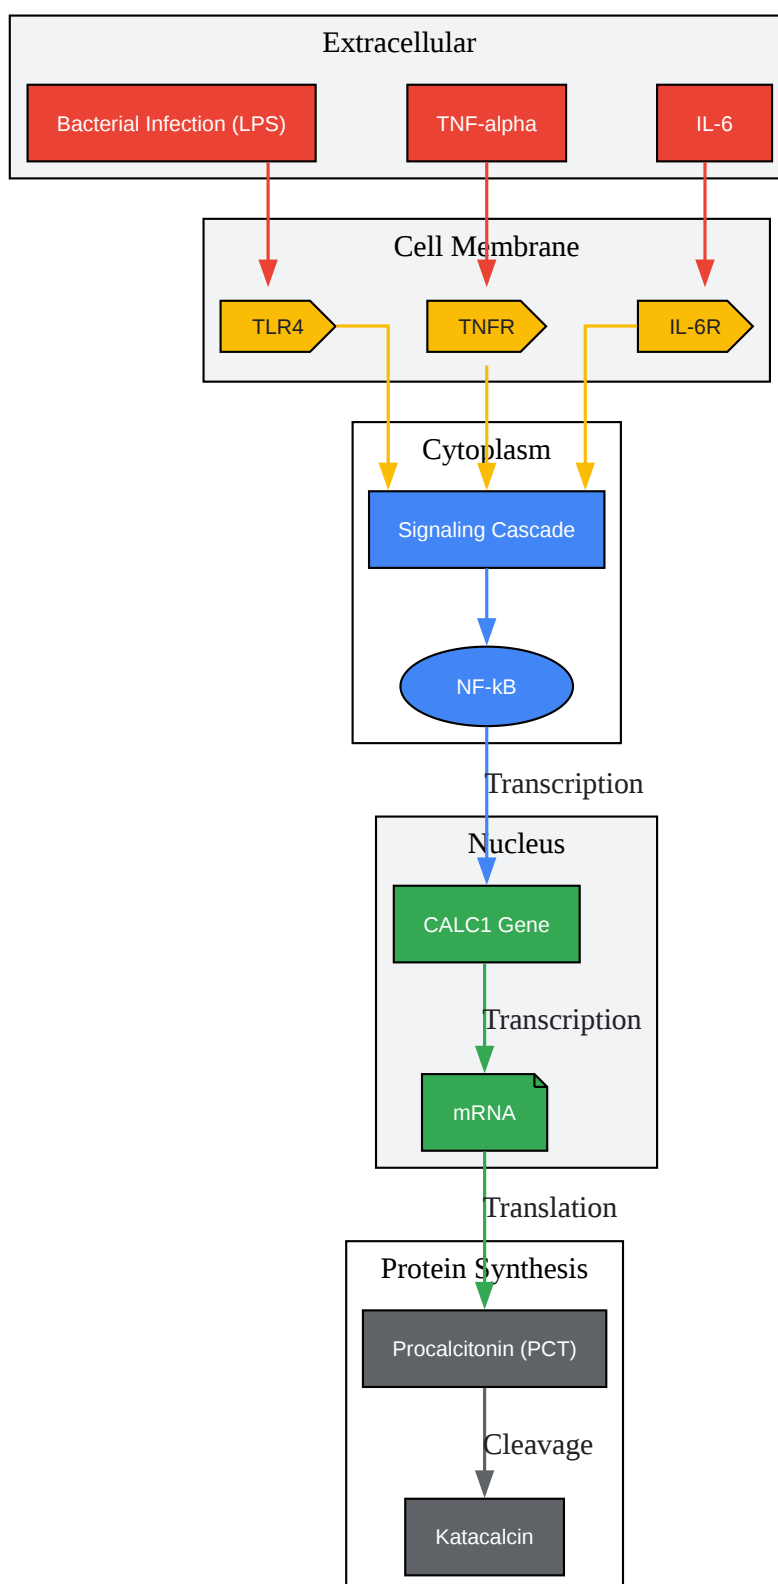 Extracellular
Bacterial Infection (LPS)
TNF-alpha
IL-6
Cell Membrane
TLR4
TNFR
IL-6R
Cytoplasm
Signaling Cascade
NF-kB
Transcription
Nucleus
CALC1 Gene
Transcription
mRNA
Translation
Protein Synthesis
Procalcitonin (PCT)
Cleavage
Katacalcin